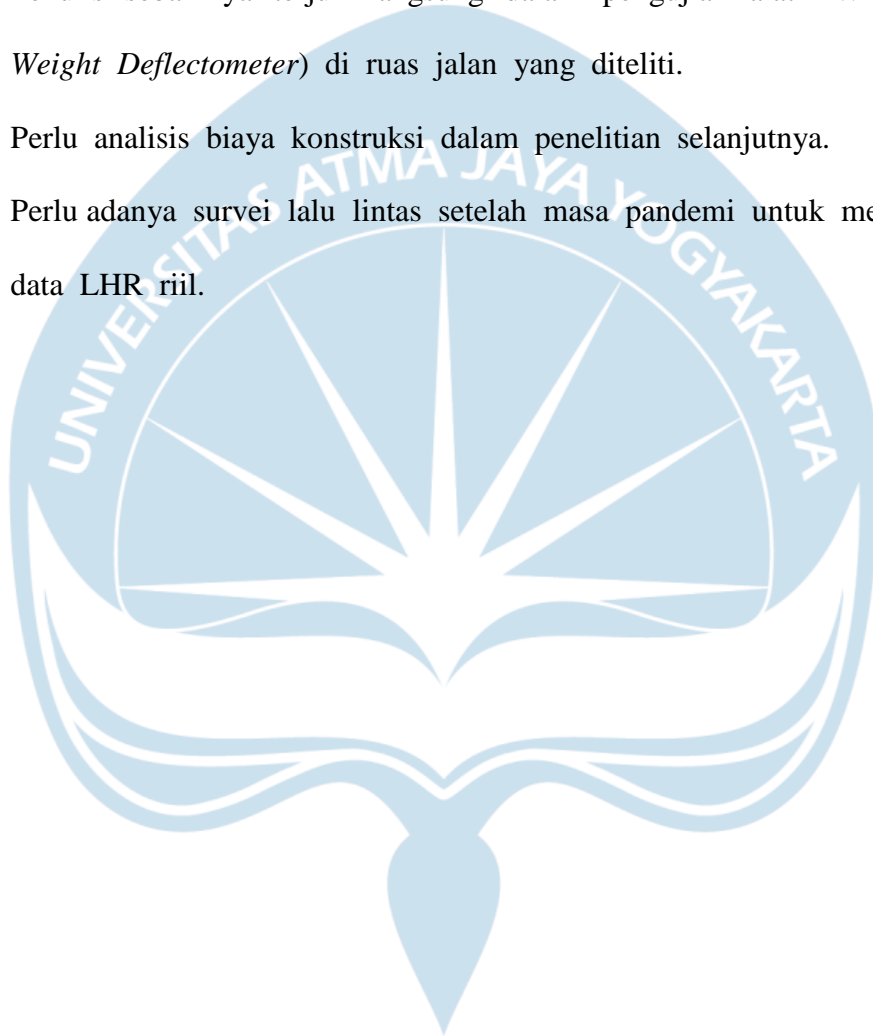 Weight Deflectometer) di ruas jalan yang diteliti.
Perlu analisis biaya konstruksi dalam penelitian selanjutnya.
Perlu adanya survei lalu lintas setelah masa pandemi untuk
data LHR riil.
UNIVERSITAS ATMA JAYA YOGYAKARTA